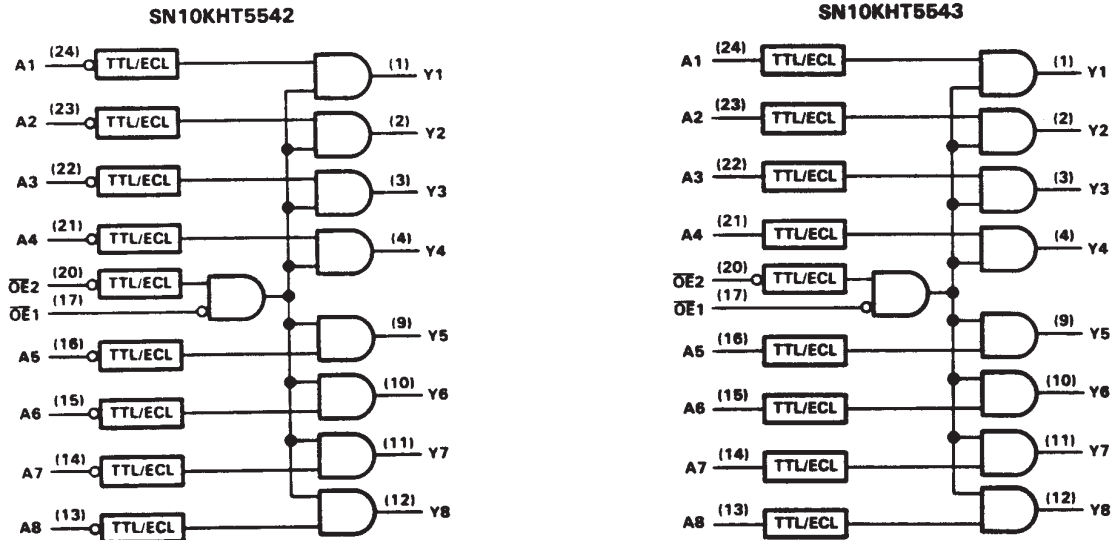 SN10KHT5542
A1 (24) TTL/ECL (1) Y1
A2 (23) TTL/ECL (2) Y2
A3 (22) TTL/ECL (3) Y3
A4 (21) TTL/ECL (4) Y4
O̅E̅2 (20) TTL/ECL
O̅E̅1 (17)
A5 (16) TTL/ECL (9) Y5
A6 (15) TTL/ECL (10) Y6
A7 (14) TTL/ECL (11) Y7
A8 (13) TTL/ECL (12) Y8
SN10KHT5543
A1 (24) TTL/ECL (1) Y1
A2 (23) TTL/ECL (2) Y2
A3 (22) TTL/ECL (3) Y3
A4 (21) TTL/ECL (4) Y4
O̅E̅2 (20) TTL/ECL
O̅E̅1 (17)
A5 (16) TTL/ECL (9) Y5
A6 (15) TTL/ECL (10) Y6
A7 (14) TTL/ECL (11) Y7
A8 (13) TTL/ECL (12) Y8